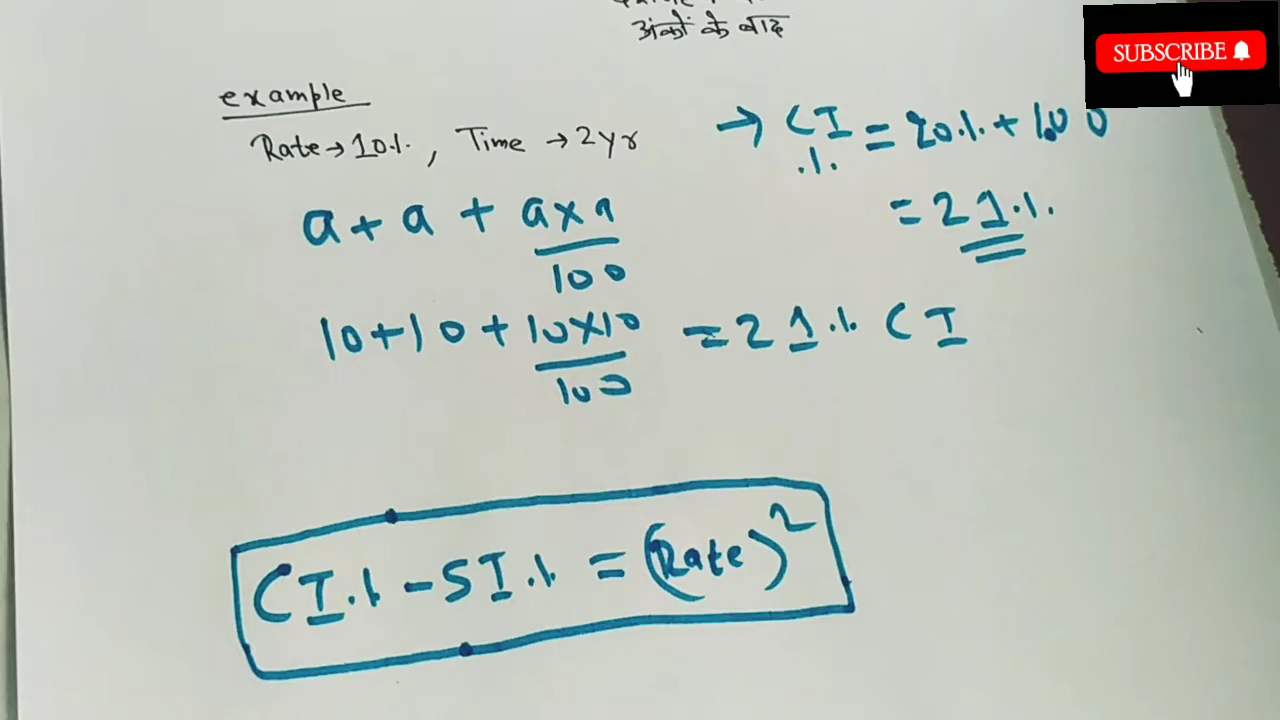 अंकों के बाद
SUBSCRIBE
example
Rate → 10%, Time → 2yr
→ CI% = 20% + 1.00
= 21%
a + a + a×a/100
10 + 10 + 10×10/100 = 21% CI
CI% - SI% = (Rate)²